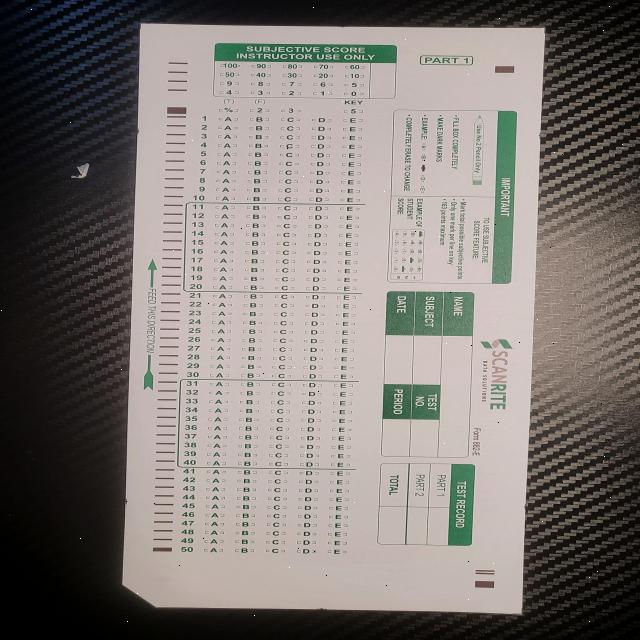 SUBJECTIVE SCORE
INSTRUCTOR USE ONLY
100 90 80 70 60
50 40 30 20 10
9 8 7 6 5
4 3 2 1 0
PART 1
(T) (F) KEY
% 2 3 5
1 A B C D E
2 A B C D E
3 A B C D E
4 A B C D E
5 A B C D E
6 A B C D E
7 A B C D E
8 A B C D E
9 A B C D E
10 A B C D E
11 A B C D E
12 A B C D E
13 A B C D E
14 A B C D E
15 A B C D E
16 A B C D E
17 A B C D E
18 A B C D E
19 A B C D E
20 A B C D E
21 A B C D E
22 A B C D E
23 A B C D E
24 A B C D E
25 A B C D E
26 A B C D E
27 A B C D E
28 A B C D E
29 A B C D E
30 A B C D E
31 A B C D E
32 A B C D E
33 A B C D E
34 A B C D E
35 A B C D E
36 A B C D E
37 A B C D E
38 A B C D E
39 A B C D E
40 A B C D E
41 A B C D E
42 A B C D E
43 A B C D E
44 A B C D E
45 A B C D E
46 A B C D E
47 A B C D E
48 A B C D E
49 A B C D E
50 A B C D E
FEED THIS DIRECTION
IMPORTANT
Use No. 2 Pencil Only
• FILL BOX COMPLETELY
• MAKE DARK MARKS
• EXAMPLE:
• COMPLETELY ERASE TO CHANGE
TO USE SUBJECTIVE
SCORE FEATURE:
• Mark total possible subjective points
• Only one mark per line on key
• 163 points maximum
EXAMPLE OF
STUDENT
SCORE
NAME
SUBJECT
TEST NO.
DATE
PERIOD
SCANRITE
DATA SOLUTIONS
Form 882-E
TEST RECORD
PART 1
PART 2
TOTAL